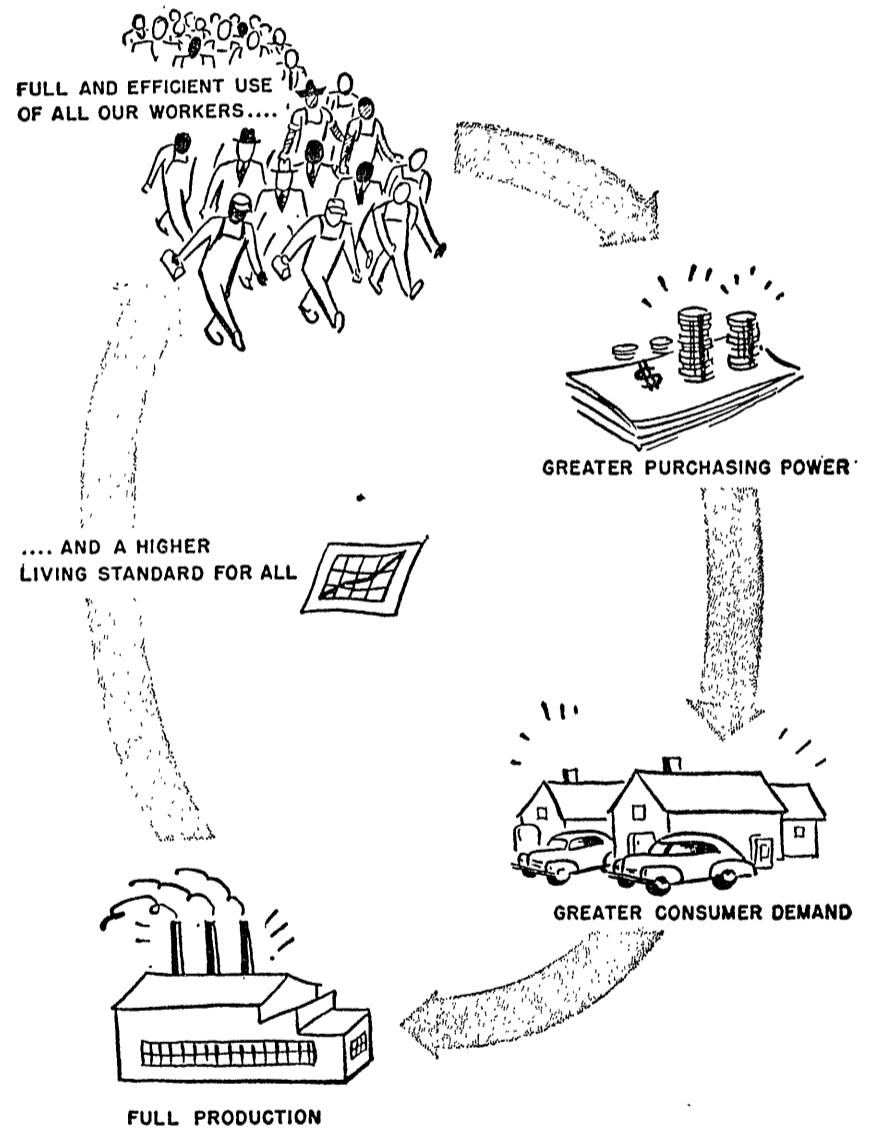 FULL AND EFFICIENT USE
OF ALL OUR WORKERS....
$
GREATER PURCHASING POWER
GREATER CONSUMER DEMAND
FULL PRODUCTION
.... AND A HIGHER
LIVING STANDARD FOR ALL